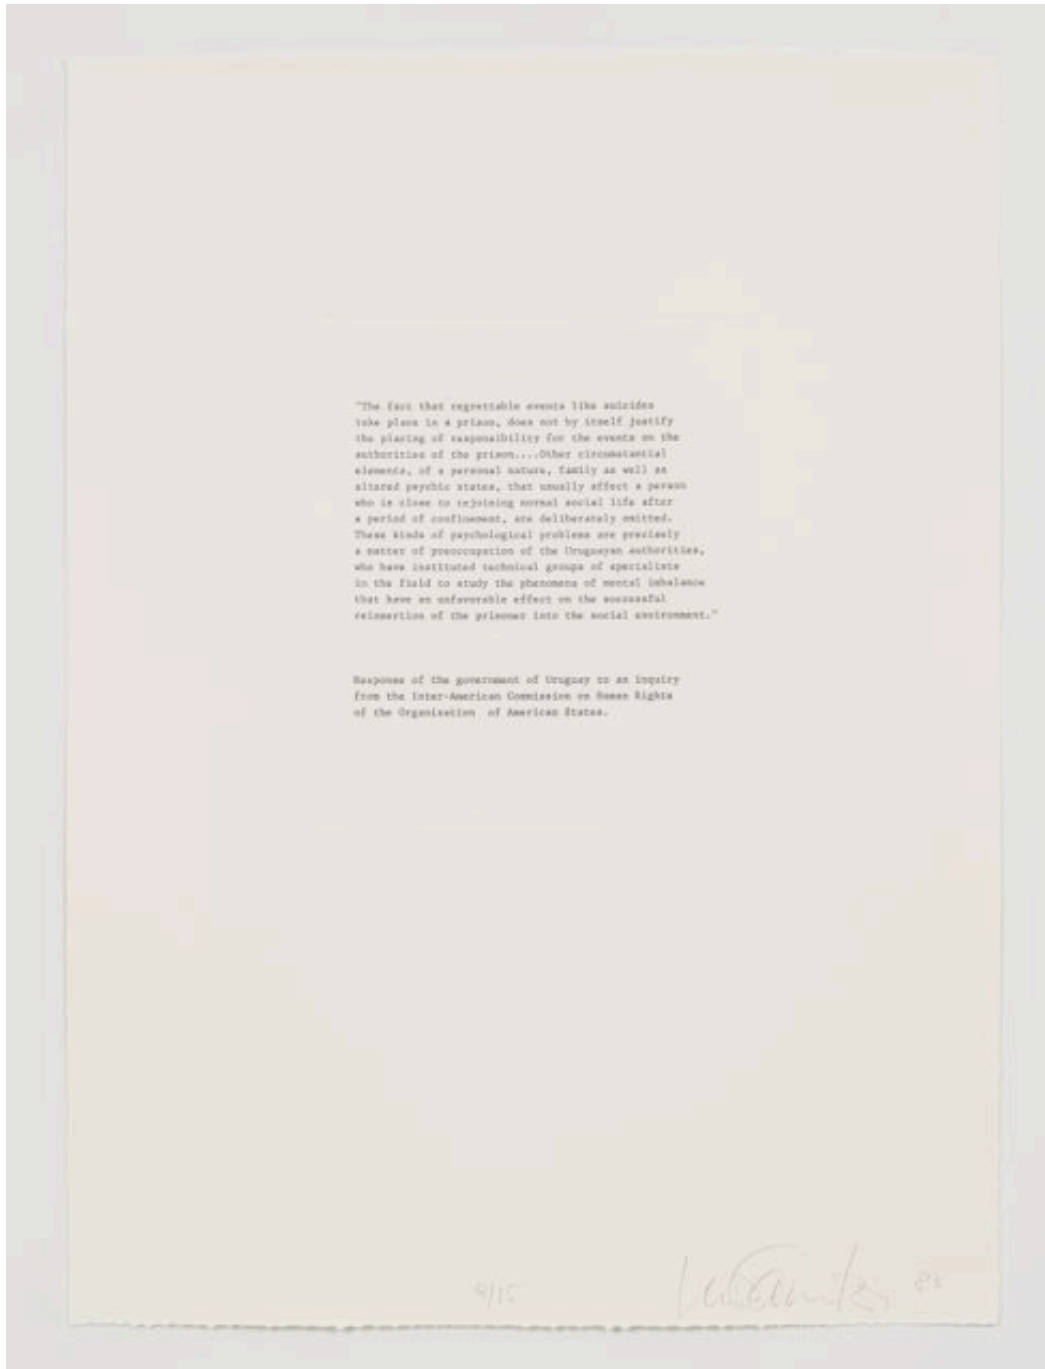 "The fact that regrettable events like suicides
take place in a prison, does not by itself justify
the placing of responsibility for the events on the
authorities of the prison....Other circumstantial
elements, of a personal nature, family as well as
altered psychic states, that usually affect a person
who is close to rejoining normal social life after
a period of confinement, are deliberately omitted.
These kinds of psychological problems are precisely
a matter of preoccupation of the Uruguayan authorities,
who have instituted technical groups of specialists
in the field to study the phenomena of mental imbalance
that have an unfavorable effect on the successful
reinsertion of the prisoner into the social environment."
Response of the government of Uruguay to an inquiry
from the Inter-American Commission on Human Rights
of the Organization of American States.
9/15
83